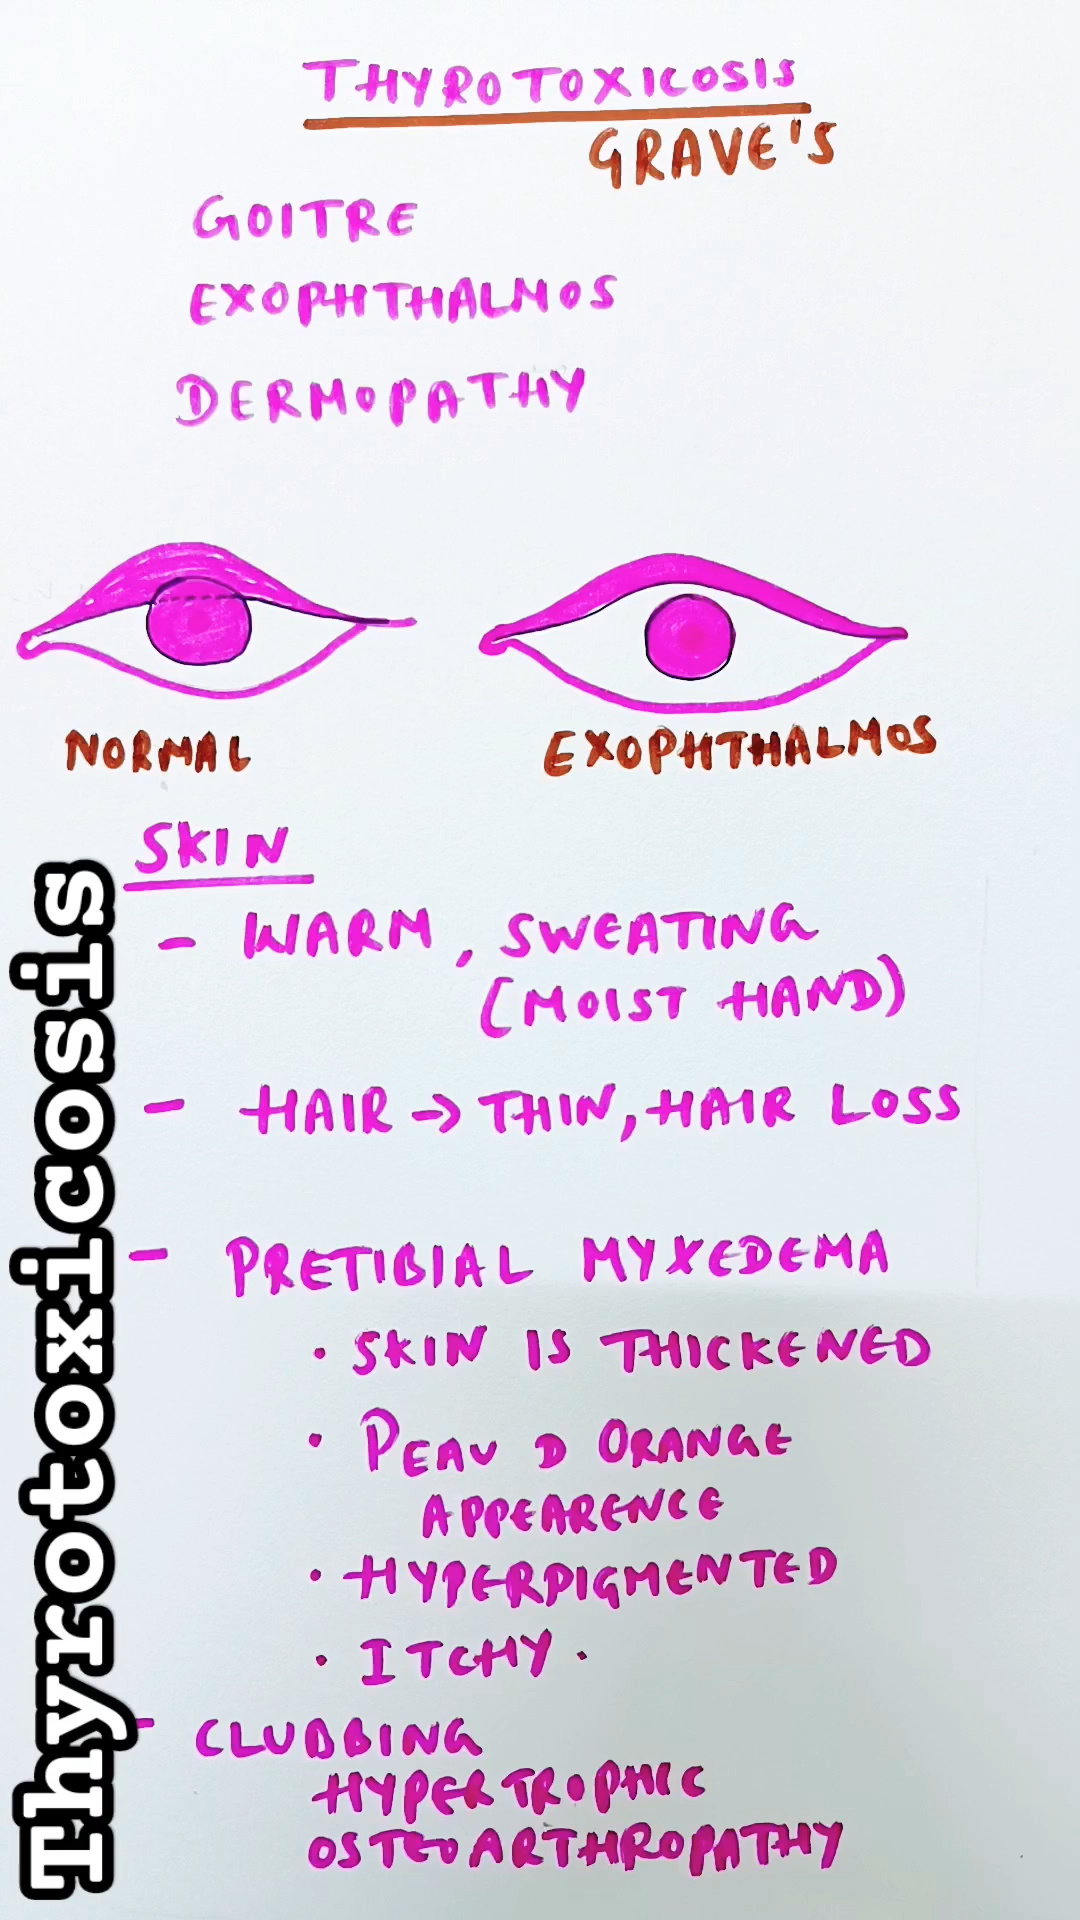 THYROTOXICOSIS
GRAVE'S
GOITRE
EXOPHTHALMOS
DERMOPATHY
NORMAL
EXOPHTHALMOS
SKIN
- WARM, SWEATING
(MOIST HAND)
- HAIR → THIN, HAIR LOSS
- PRETIBIAL MYXEDEMA
• SKIN IS THICKENED
• PEAU D ORANGE
APPEARENCE
• HYPERPIGMENTED
• ITCHY.
- CLUBBING
HYPERTROPHIC
OSTEOARTHROPATHY
Thyrotoxicosis